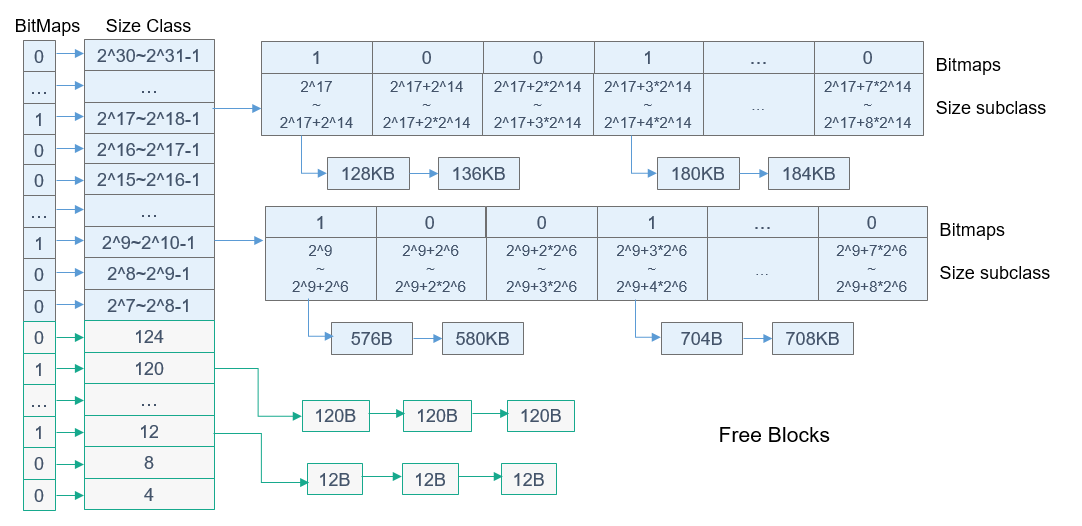 BitMaps Size Class
0 2^30~2^31-1
... ...
1 2^17~2^18-1
0 2^16~2^17-1
0 2^15~2^16-1
... ...
1 2^9~2^10-1
0 2^8~2^9-1
0 2^7~2^8-1
0 124
1 120
... ...
1 12
0 8
0 4
1 0 0 1 ... 0 Bitmaps
2^17 2^17+2^14 2^17+2*2^14 2^17+3*2^14 2^17+7*2^14
~ ~ ~ ~ ... ~ Size subclass
2^17+2^14 2^17+2*2^14 2^17+3*2^14 2^17+4*2^14 2^17+8*2^14
128KB 136KB 180KB 184KB
1 0 0 1 ... 0 Bitmaps
2^9 2^9+2^6 2^9+2*2^6 2^9+3*2^6 2^9+7*2^6
~ ~ ~ ~ ... ~ Size subclass
2^9+2^6 2^9+2*2^6 2^9+3*2^6 2^9+4*2^6 2^9+8*2^6
576B 580KB 704B 708KB
120B 120B 120B
Free Blocks
12B 12B 12B